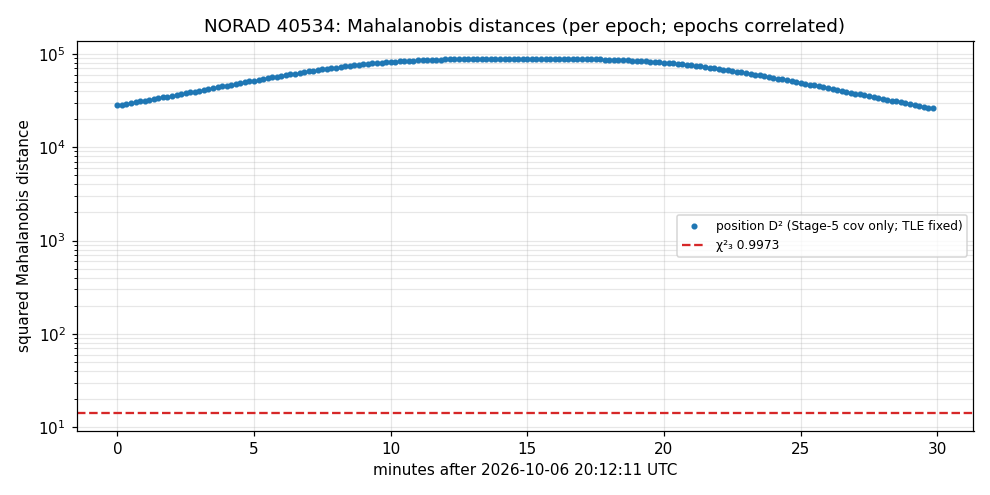 NORAD 40534: Mahalanobis distances (per epoch; epochs correlated)
squared Mahalanobis distance
10⁵
10⁴
10³
10²
10¹
position D² (Stage-5 cov only; TLE fixed)
χ²₃ 0.9973
0 5 10 15 20 25 30
minutes after 2026-10-06 20:12:11 UTC